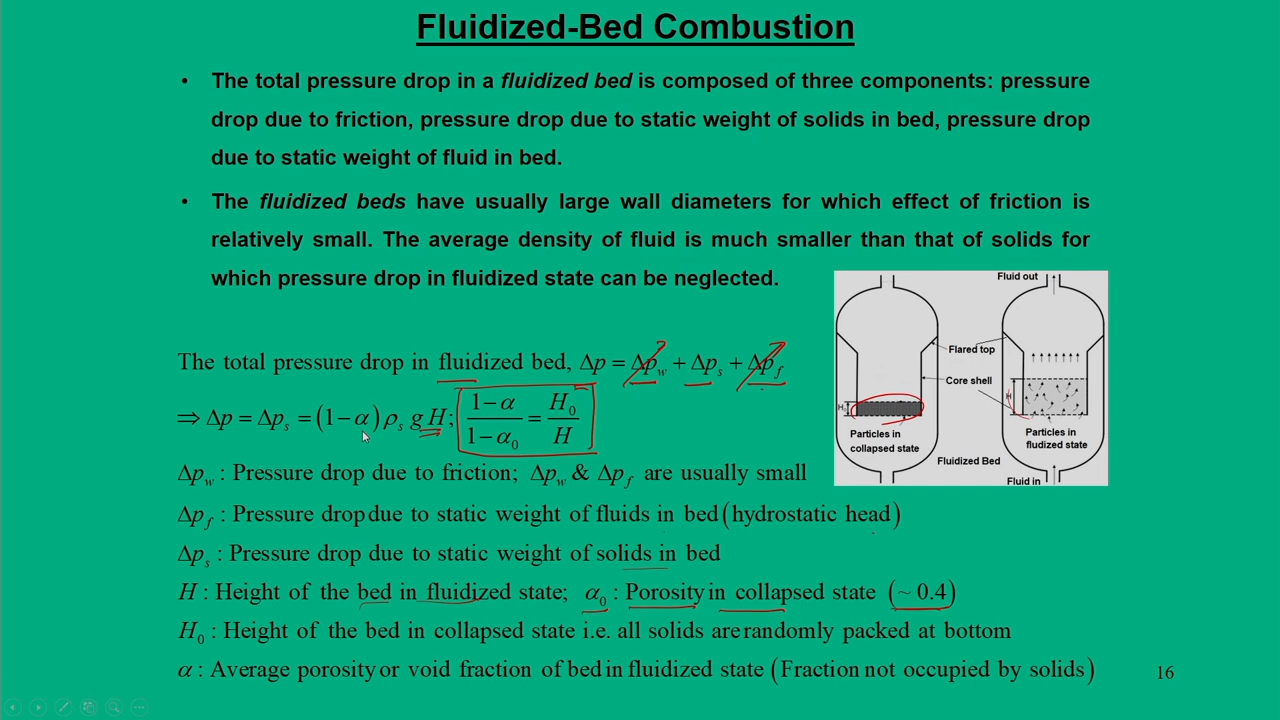 Fluidized-Bed Combustion
• The total pressure drop in a fluidized bed is composed of three components: pressure
drop due to friction, pressure drop due to static weight of solids in bed, pressure drop
due to static weight of fluid in bed.
• The fluidized beds have usually large wall diameters for which effect of friction is
relatively small. The average density of fluid is much smaller than that of solids for
which pressure drop in fluidized state can be neglected.
The total pressure drop in fluidized bed, Δp = Δp_w + Δp_s + Δp_f
⇒ Δp = Δp_s = (1−α) ρ_s g H; (1−α)/(1−α_0) = H_0/H
Δp_w : Pressure drop due to friction; Δp_w & Δp_f are usually small
Δp_f : Pressure drop due to static weight of fluids in bed (hydrostatic head)
Δp_s : Pressure drop due to static weight of solids in bed
H : Height of the bed in fluidized state; α_0 : Porosity in collapsed state (~ 0.4)
H_0 : Height of the bed in collapsed state i.e. all solids are randomly packed at bottom
α : Average porosity or void fraction of bed in fluidized state (Fraction not occupied by solids)
Fluid out
Flared top
Core shell
H
Particles in
collapsed state
Particles in
fludized state
Fluidized Bed
Fluid in
16